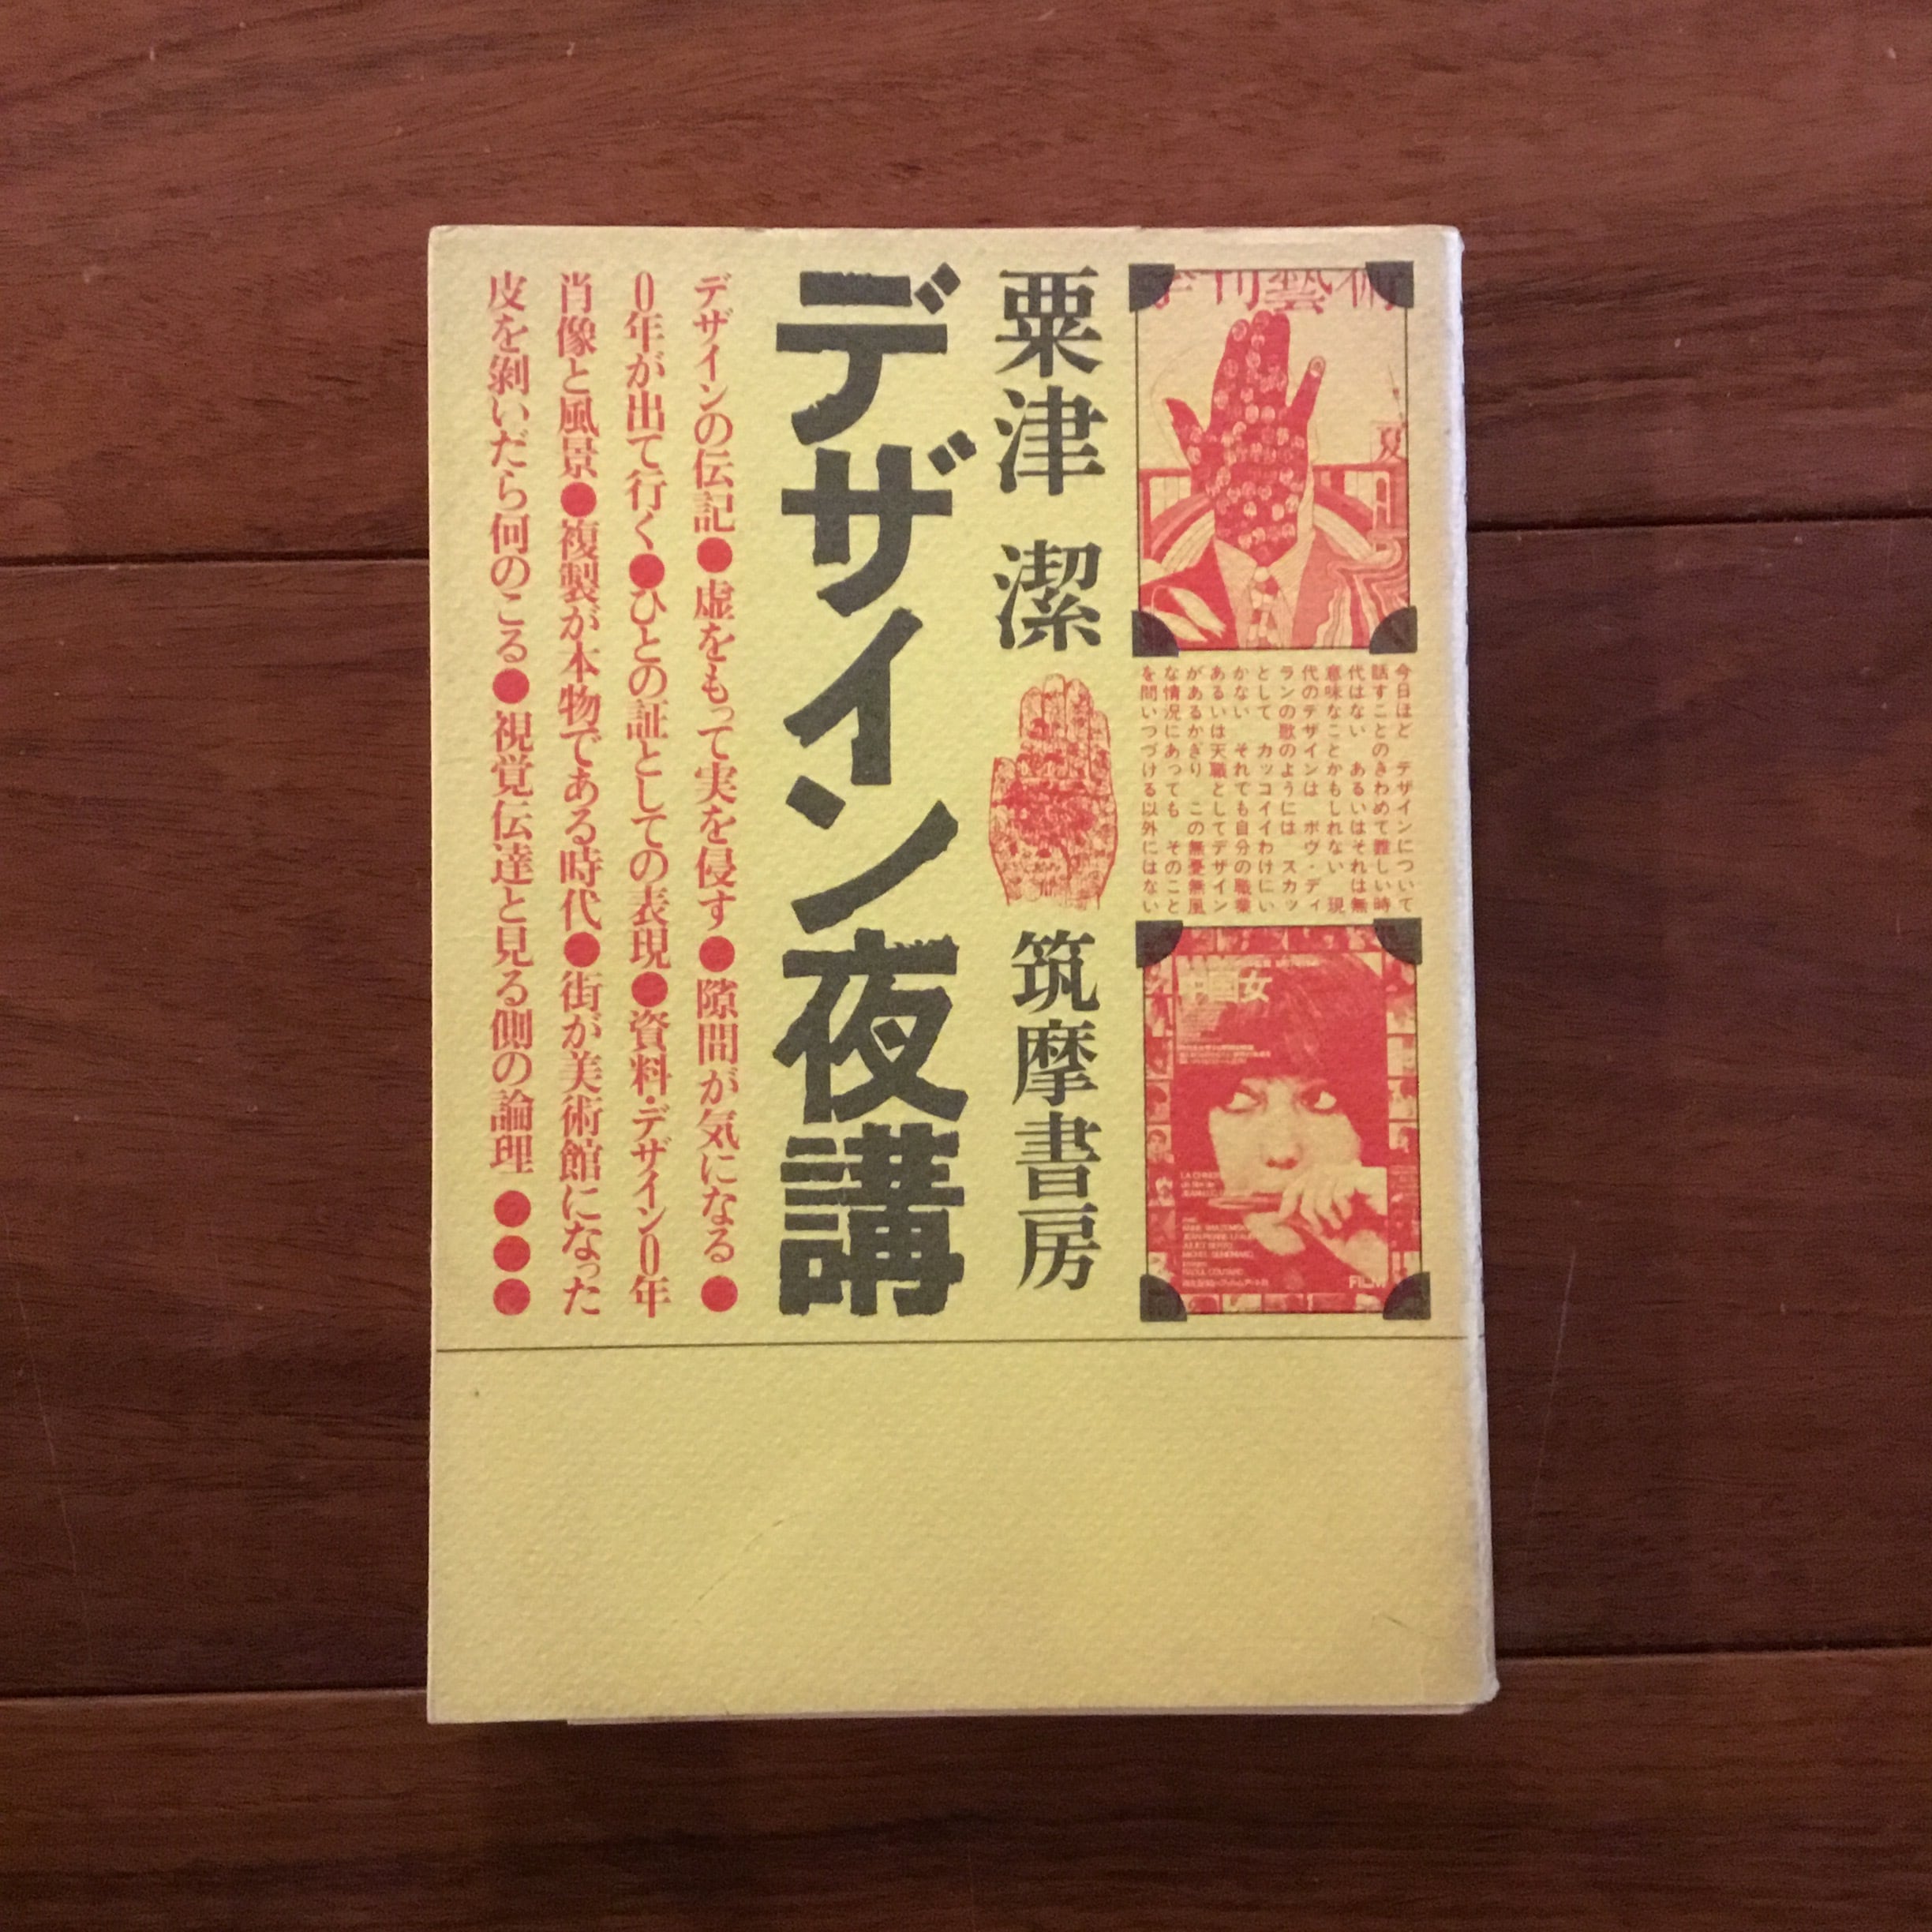 季刊藝術
夏
今日ほど デザインについて
話すことのきわめて難しい時
代はない あるいはそれは無
意味なことかもしれない 現
代のデザインは ボヴ・ディ
ランの歌のようには スカッ
として カッコイイわけにい
かない それでも自分の職業
あるいは天職としてデザイン
があるかぎり この無憂無風
な情況にあっても そのこと
を問いつづける以外にはない
中国女
LA CHINOISE
FILM
粟津 潔
筑摩書房
デザイン夜講
デザインの伝記●虚をもって実を侵す●隙間が気になる●
0年が出て行く●ひとの証としての表現●資料・デザイン0年
肖像と風景●複製が本物である時代●街が美術館になった
皮を剝いだら何のこる●視覚伝達と見る側の論理●●●